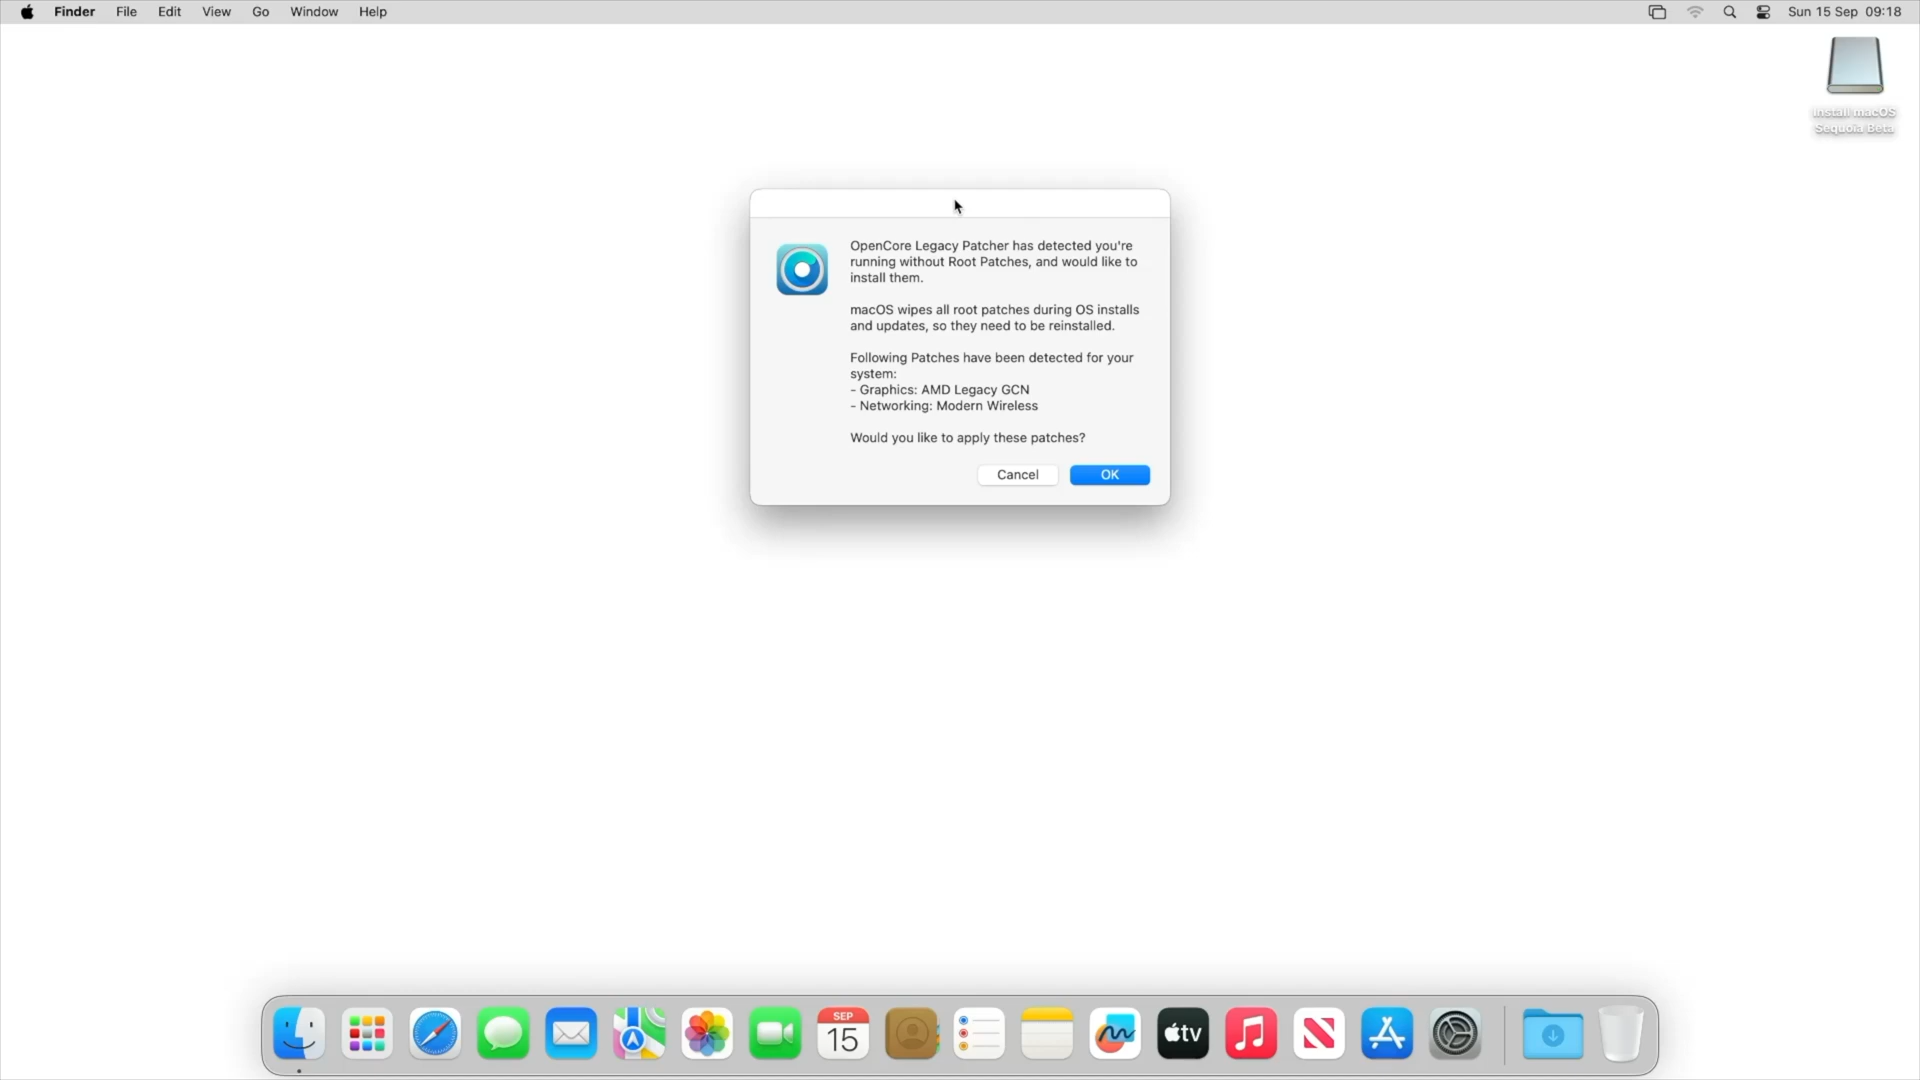 Finder File Edit View Go Window Help
Sun 15 Sep 09:18
Install macOS
Sequoia Beta
OpenCore Legacy Patcher has detected you're
running without Root Patches, and would like to
install them.
macOS wipes all root patches during OS installs
and updates, so they need to be reinstalled.
Following Patches have been detected for your
system:
- Graphics: AMD Legacy GCN
- Networking: Modern Wireless
Would you like to apply these patches?
Cancel
OK
SEP
15
tv